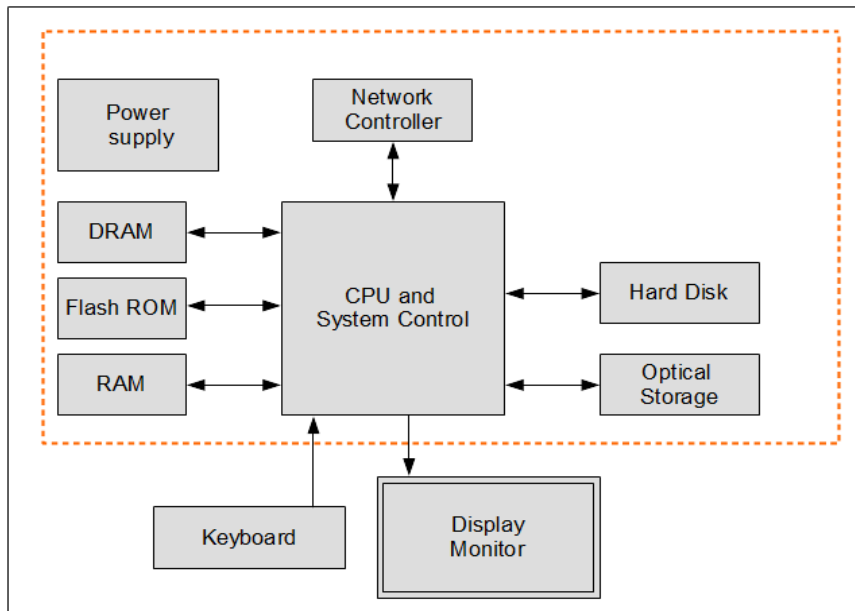 Power
supply
Network
Controller
DRAM
Flash ROM
RAM
CPU and
System Control
Hard Disk
Optical
Storage
Keyboard
Display
Monitor